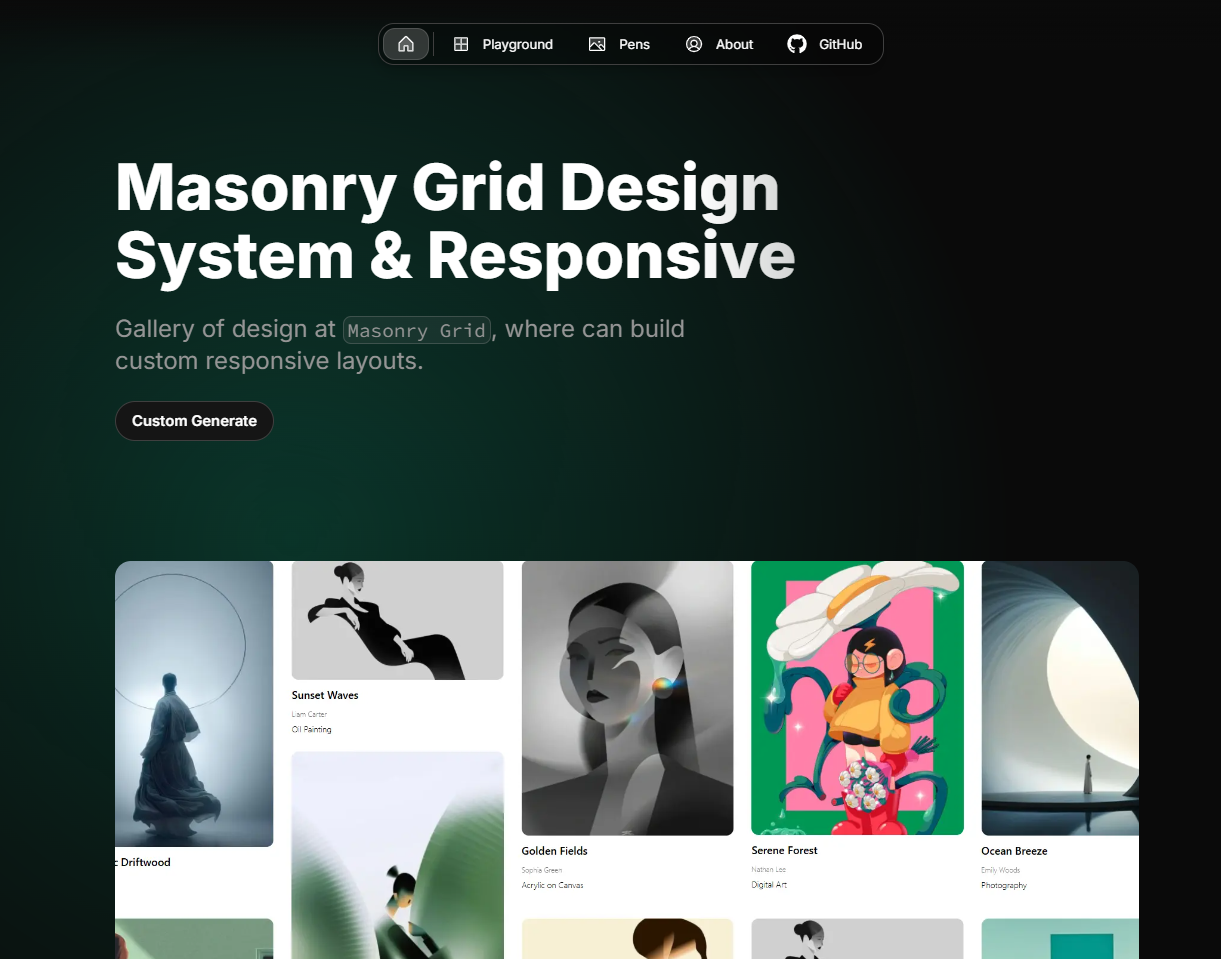 Playground
Pens
About
GitHub
Masonry Grid Design
System & Responsive
Gallery of design at Masonry Grid, where can build
custom responsive layouts.
Custom Generate
c Driftwood
Sunset Waves
Liam Carter
Oil Painting
Golden Fields
Sophia Green
Acrylic on Canvas
Serene Forest
Nathan Lee
Digital Art
Ocean Breeze
Emily Woods
Photography